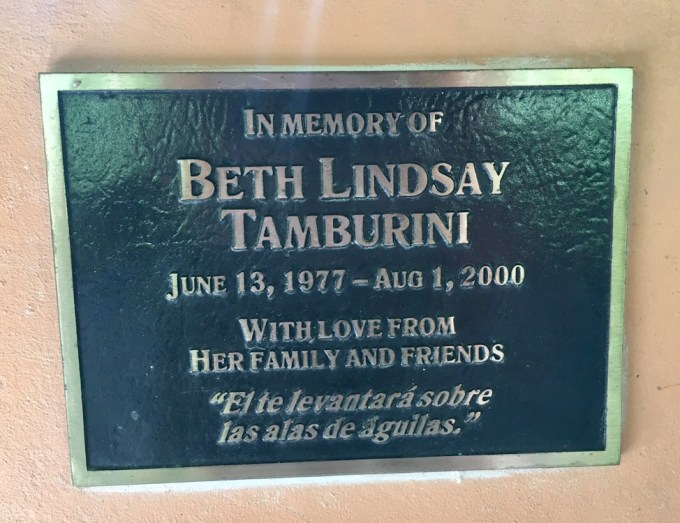 IN MEMORY OF
BETH LINDSAY
TAMBURINI
JUNE 13, 1977 – AUG 1, 2000
WITH LOVE FROM
HER FAMILY AND FRIENDS
“El te levantará sobre
las alas de águilas.”